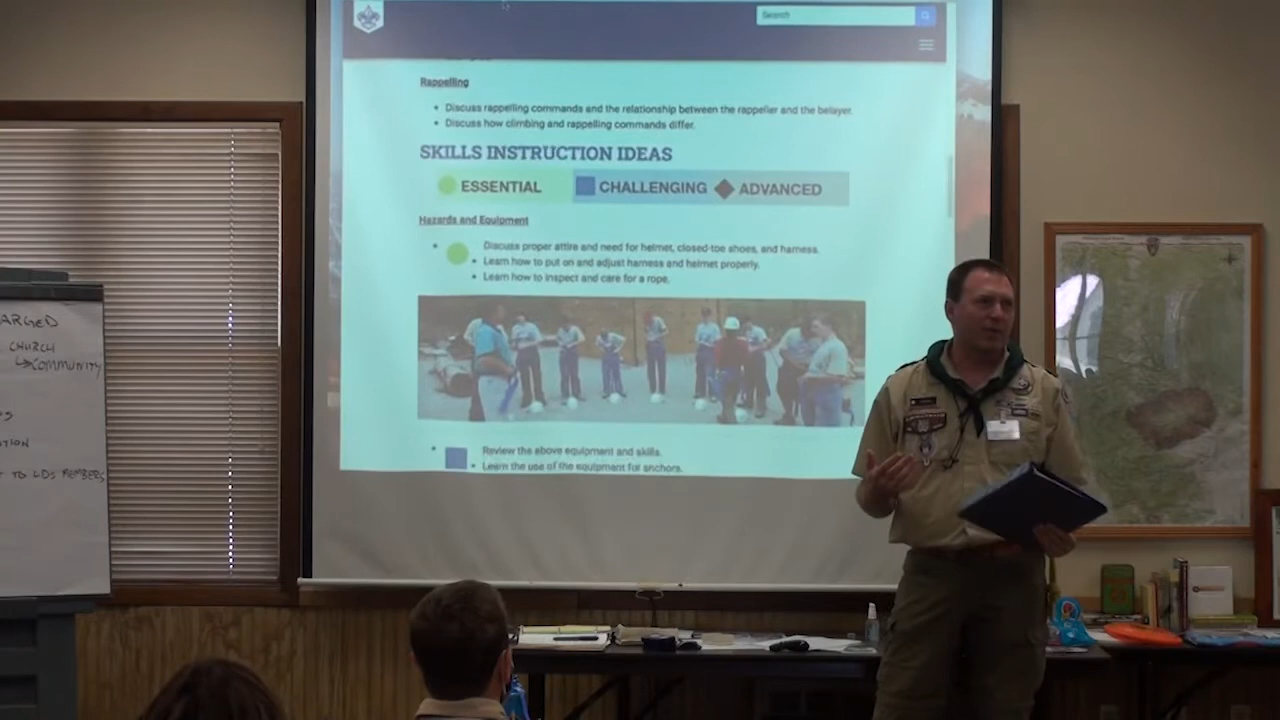 Search
Rappelling
• Discuss rappelling commands and the relationship between the rappeller and the belayer.
• Discuss how climbing and rappelling commands differ.
SKILLS INSTRUCTION IDEAS
ESSENTIAL CHALLENGING ADVANCED
Hazards and Equipment
• Discuss proper attire and need for helmet, closed-toe shoes, and harness.
• Learn how to put on and adjust harness and helmet properly.
• Learn how to inspect and care for a rope.
• Review the above equipment and skills.
• Learn the use of the equipment for anchors.
ARGED
CHURCH
↳COMMUNITY
TION
TO LDS MEMBERS